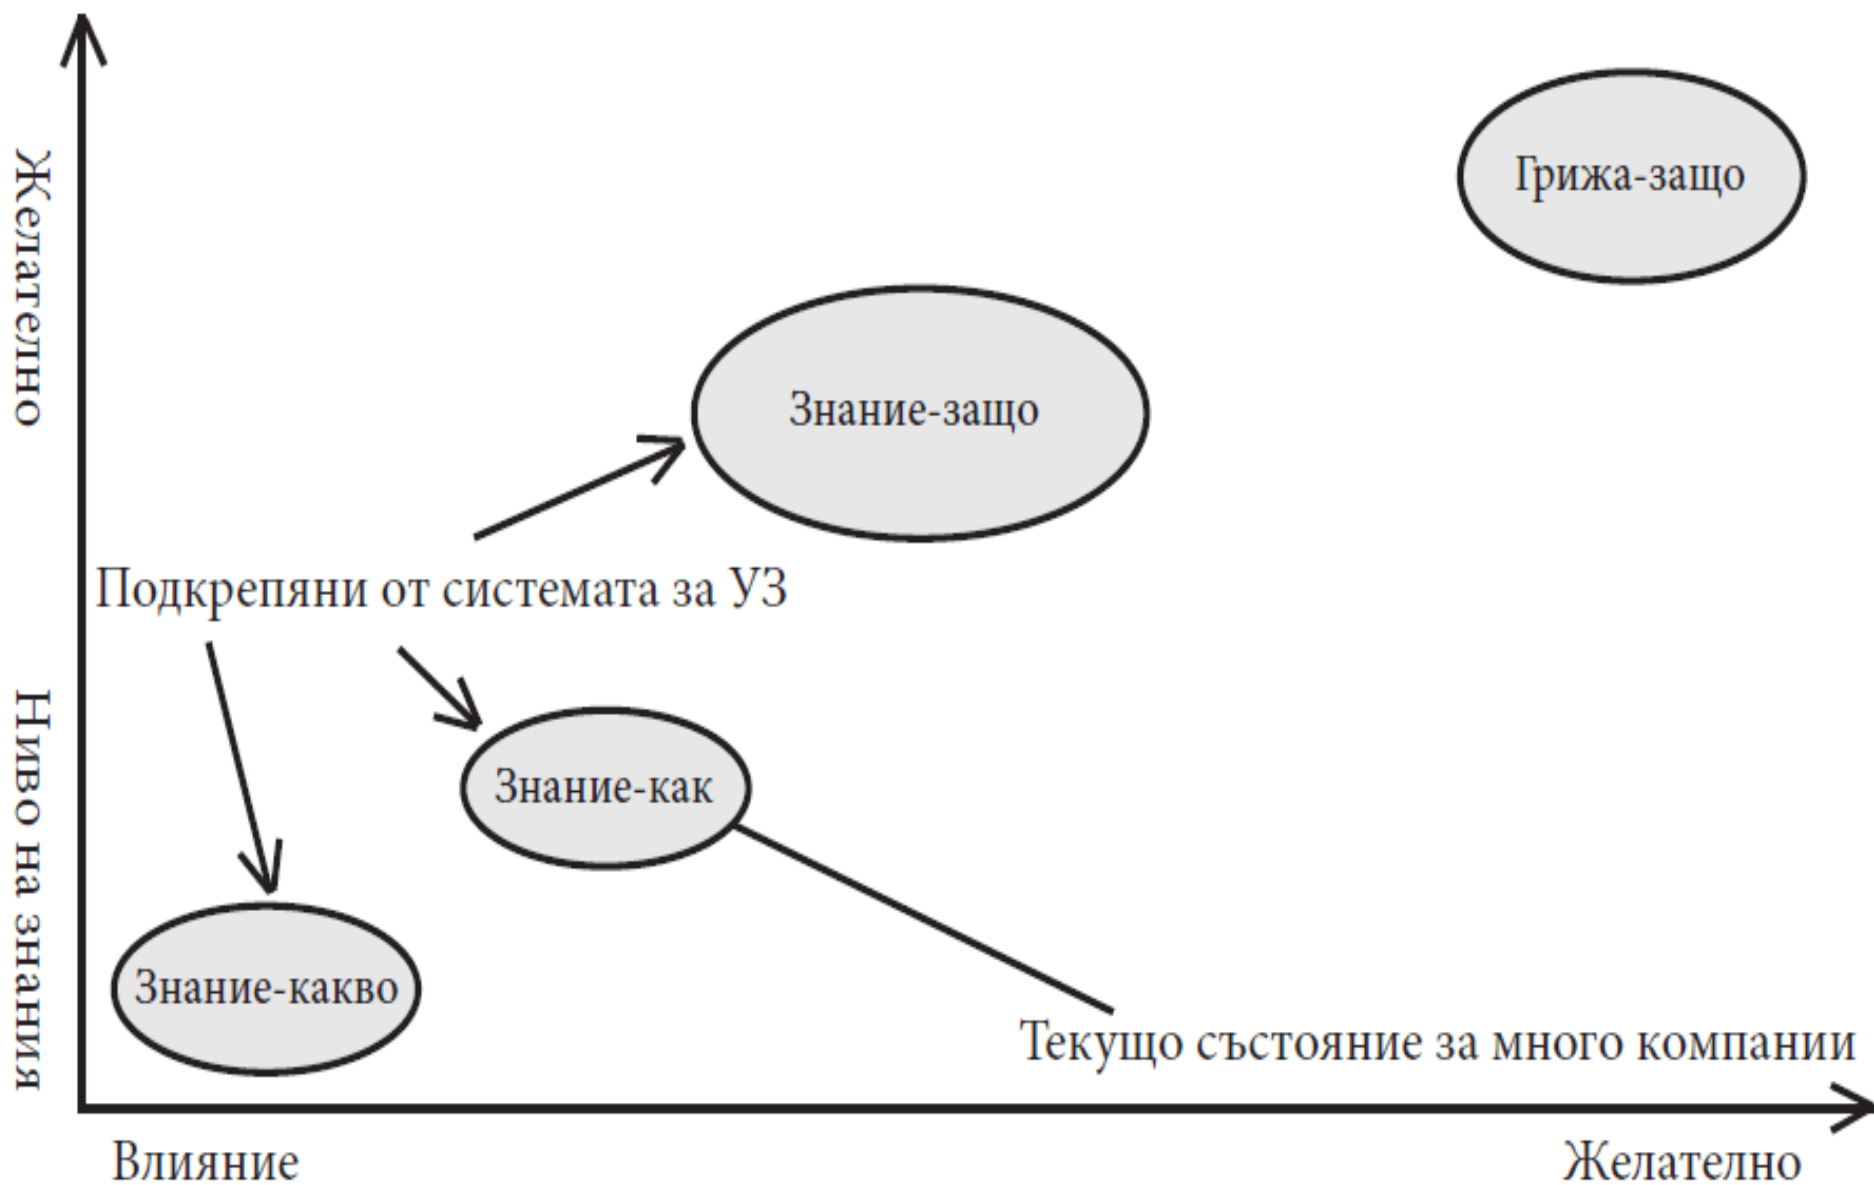 Желателно
Грижа-защо
Знание-защо
Подкрепяни от системата за УЗ
Ниво на знания
Знание-как
Знание-какво
Текущо състояние за много компании
Влияние
Желателно